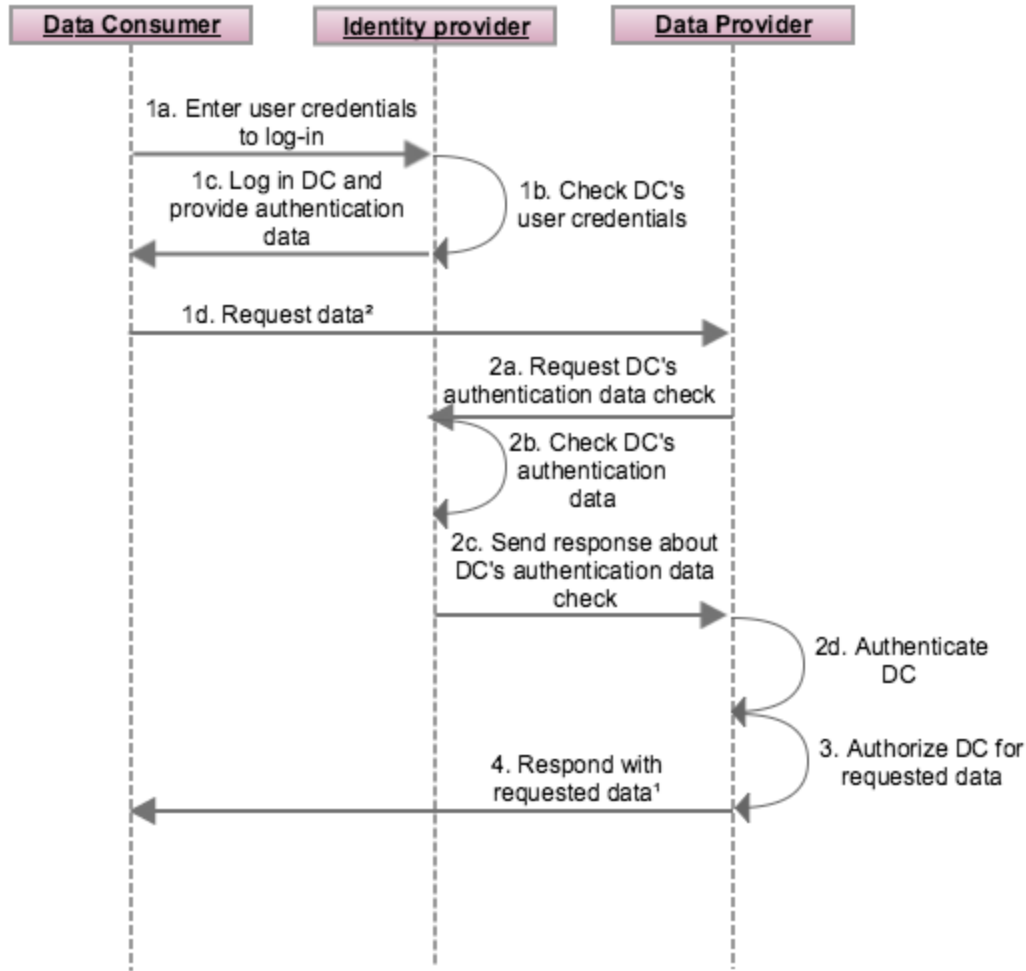 Data Consumer
Identity provider
Data Provider
1a. Enter user credentials
to log-in
1c. Log in DC and
provide authentication
data
1b. Check DC's
user credentials
1d. Request data²
2a. Request DC's
authentication data check
2b. Check DC's
authentication
data
2c. Send response about
DC's authentication data
check
2d. Authenticate
DC
3. Authorize DC for
requested data
4. Respond with
requested data¹